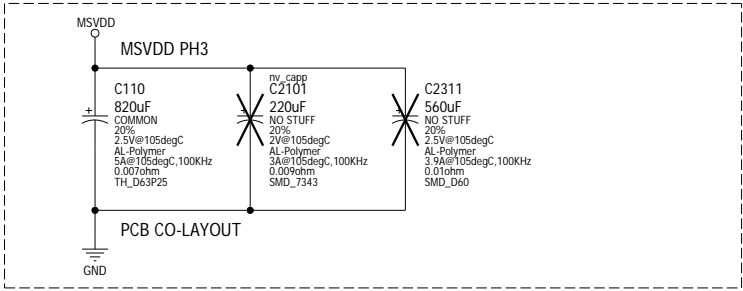 MSVDD
MSVDD PH3
C110
820uF
COMMON
20%
2.5V@105degC
AL-Polymer
5A@105degC,100KHz
0.007ohm
TH_D63P25
nv_capp
C2101
220uF
NO STUFF
20%
2V@105degC
AL-Polymer
3A@105degC,100KHz
0.009ohm
SMD_7343
C2311
560uF
NO STUFF
20%
2.5V@105degC
AL-Polymer
3.9A@105degC,100KHz
0.01ohm
SMD_D60
PCB CO-LAYOUT
GND